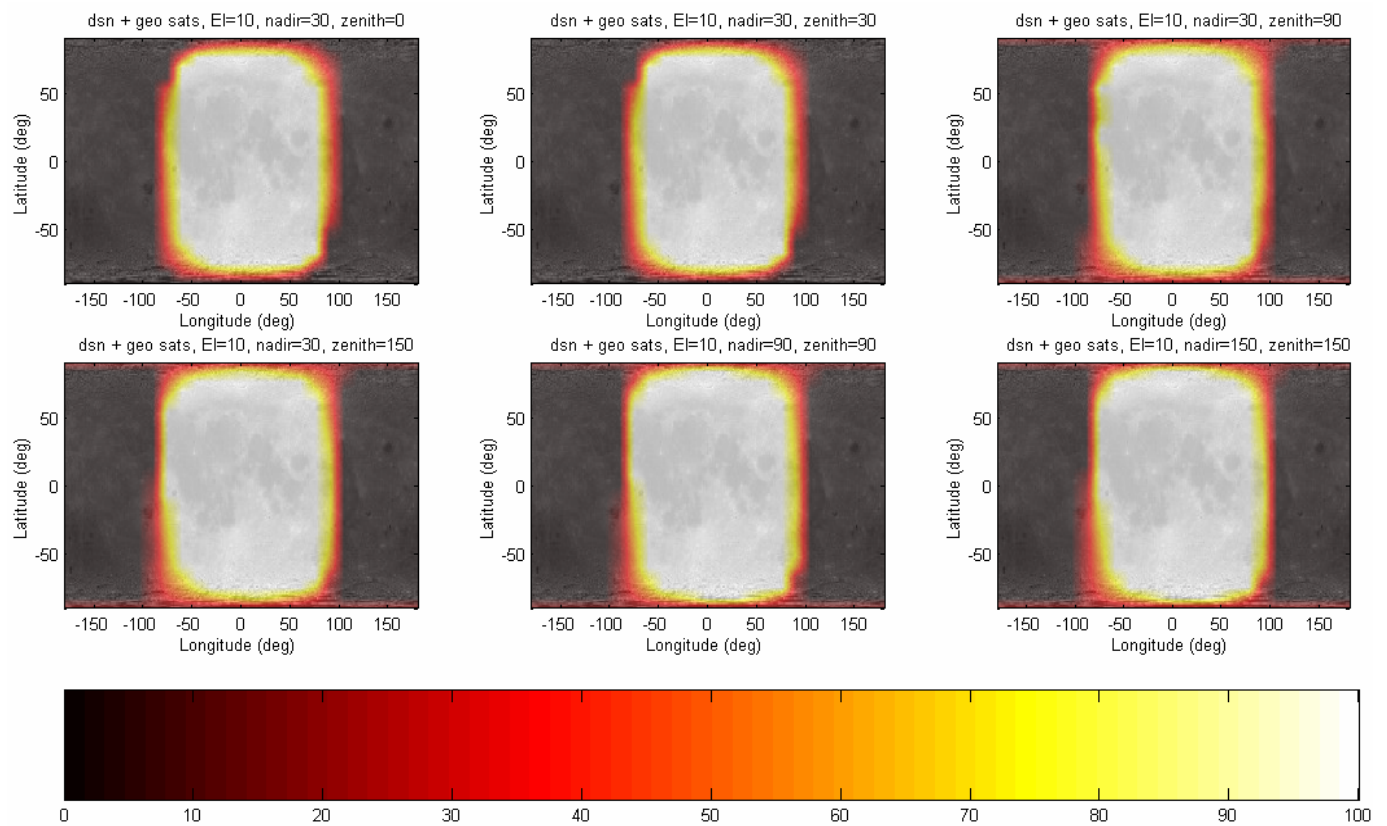 dsn + geo sats, El=10, nadir=30, zenith=0
Latitude (deg)
50
0
-50
-150 -100 -50 0 50 100 150
Longitude (deg)
dsn + geo sats, El=10, nadir=30, zenith=30
Latitude (deg)
50
0
-50
-150 -100 -50 0 50 100 150
Longitude (deg)
dsn + geo sats, El=10, nadir=30, zenith=90
Latitude (deg)
50
0
-50
-150 -100 -50 0 50 100 150
Longitude (deg)
dsn + geo sats, El=10, nadir=30, zenith=150
Latitude (deg)
50
0
-50
-150 -100 -50 0 50 100 150
Longitude (deg)
dsn + geo sats, El=10, nadir=90, zenith=90
Latitude (deg)
50
0
-50
-150 -100 -50 0 50 100 150
Longitude (deg)
dsn + geo sats, El=10, nadir=150, zenith=150
Latitude (deg)
50
0
-50
-150 -100 -50 0 50 100 150
Longitude (deg)
0 10 20 30 40 50 60 70 80 90 100